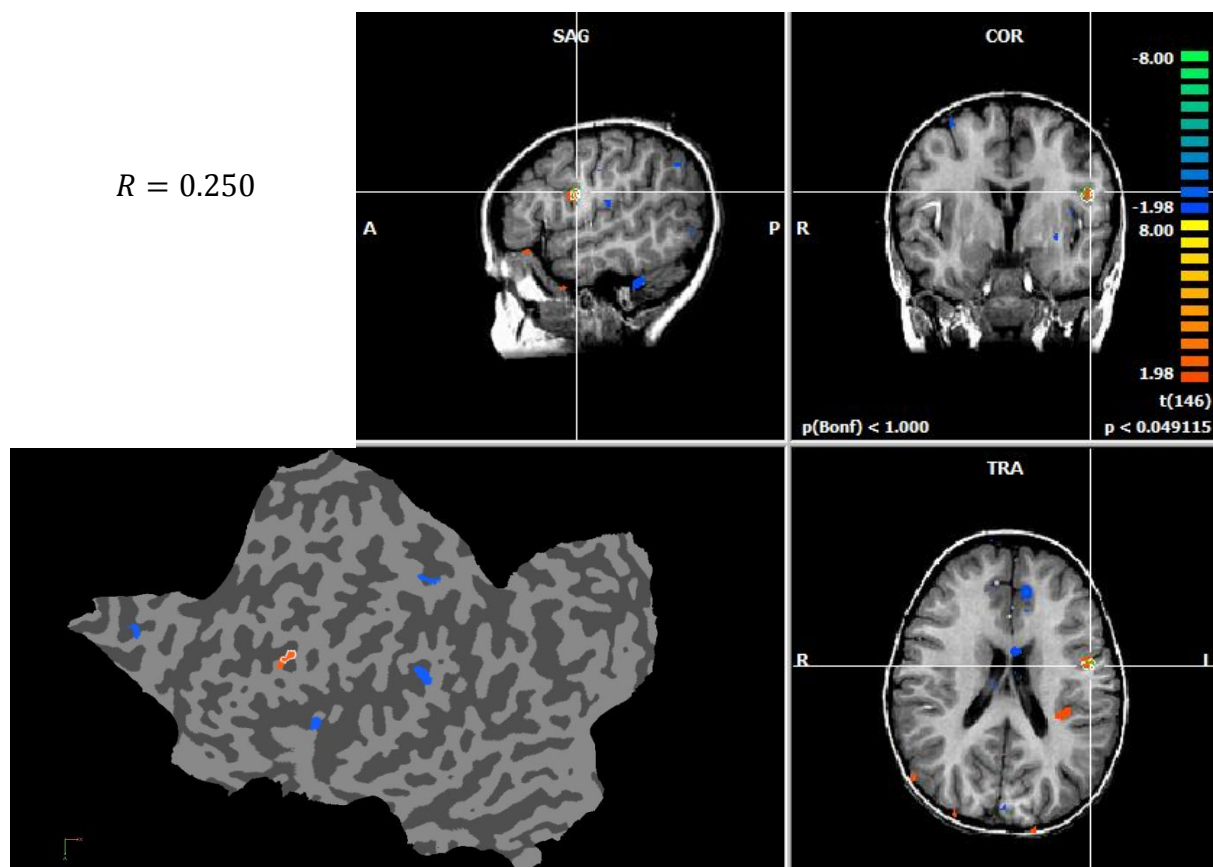 R = 0.250
SAG
A
P
COR
R
-8.00
-1.98
8.00
1.98
t(146)
p(Bonf) < 1.000
p < 0.049115
TRA
R
L